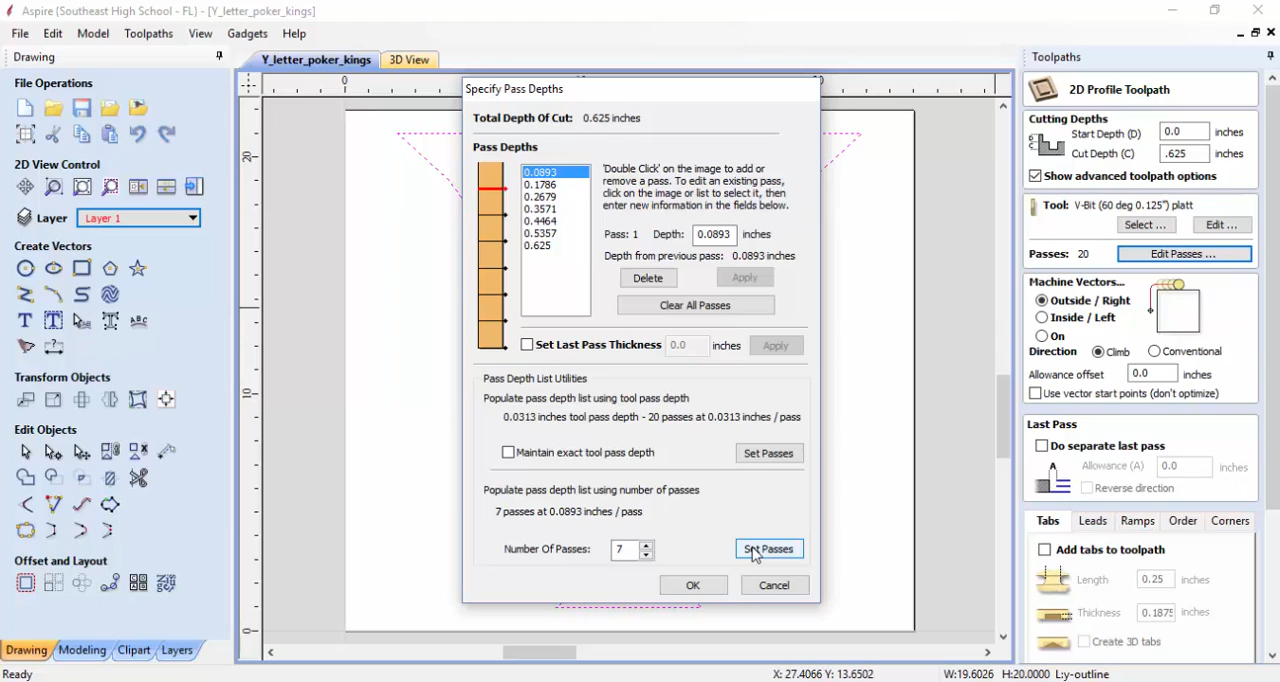 Aspire (Southeast High School - FL) - [Y_letter_poker_kings]
File Edit Model Toolpaths View Gadgets Help
Drawing
File Operations
2D View Control
Layer Layer 1
Create Vectors
Transform Objects
Edit Objects
Offset and Layout
Drawing Modeling Clipart Layers
Ready
Y_letter_poker_kings 3D View
0
20
10
0
Specify Pass Depths
Total Depth Of Cut: 0.625 inches
Pass Depths
0.0893
0.1786
0.2679
0.3571
0.4464
0.5357
0.625
'Double Click' on the image to add or
remove a pass. To edit an existing pass,
click on the image or list to select it, then
enter new information in the fields below.
Pass: 1 Depth: 0.0893 inches
Depth from previous pass: 0.0893 inches
Delete Apply
Clear All Passes
Set Last Pass Thickness 0.0 inches Apply
Pass Depth List Utilities
Populate pass depth list using tool pass depth
0.0313 inches tool pass depth - 20 passes at 0.0313 inches / pass
Maintain exact tool pass depth Set Passes
Populate pass depth list using number of passes
7 passes at 0.0893 inches / pass
Number Of Passes: 7 Set Passes
OK Cancel
X: 27.4066 Y: 13.6502 W:19.6026 H:20.0000 L:y-outline
Toolpaths
2D Profile Toolpath
Cutting Depths
Start Depth (D) 0.0 inches
Cut Depth (C) .625 inches
Show advanced toolpath options
Tool: V-Bit (60 deg 0.125") platt
Select ... Edit ...
Passes: 20 Edit Passes ...
Machine Vectors...
Outside / Right
Inside / Left
On
Direction Climb Conventional
Allowance offset 0.0 inches
Use vector start points (don't optimize)
Last Pass
Do separate last pass
Allowance (A) 0.0 inches
Reverse direction
Tabs Leads Ramps Order Corners
Add tabs to toolpath
Length 0.25 inches
Thickness 0.1875 inches
Create 3D tabs